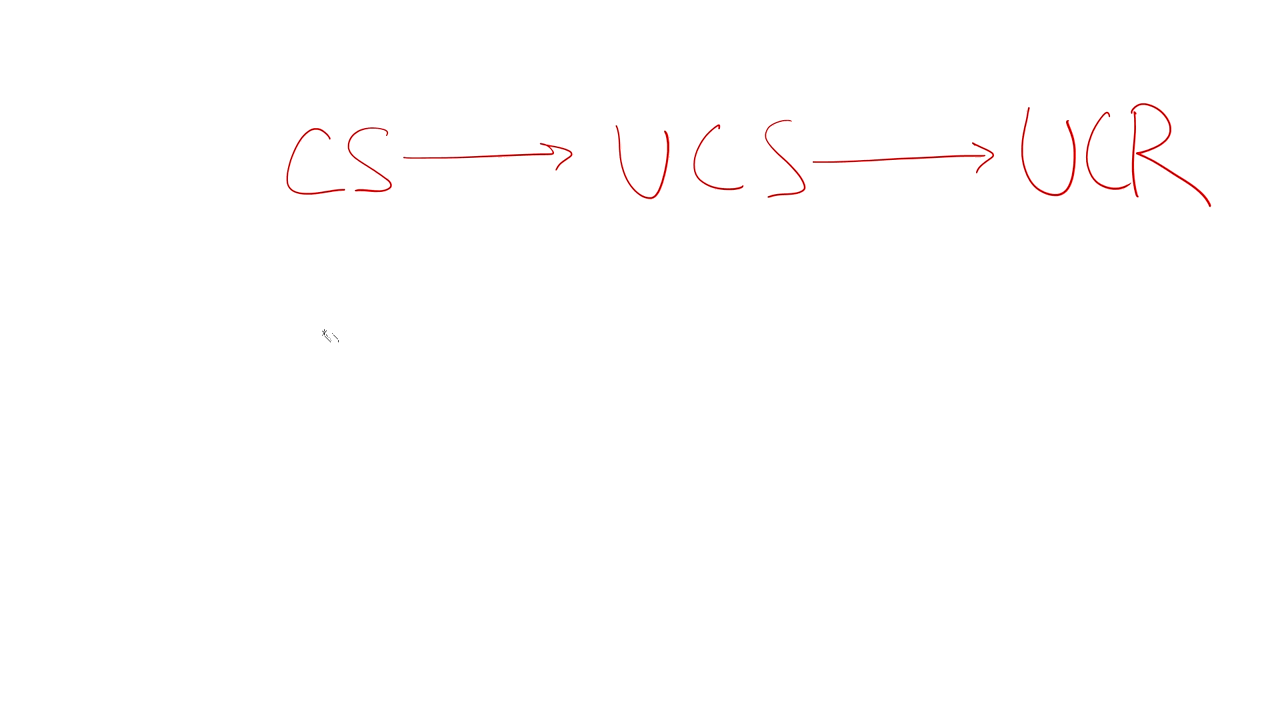 CS → UCS → UCR